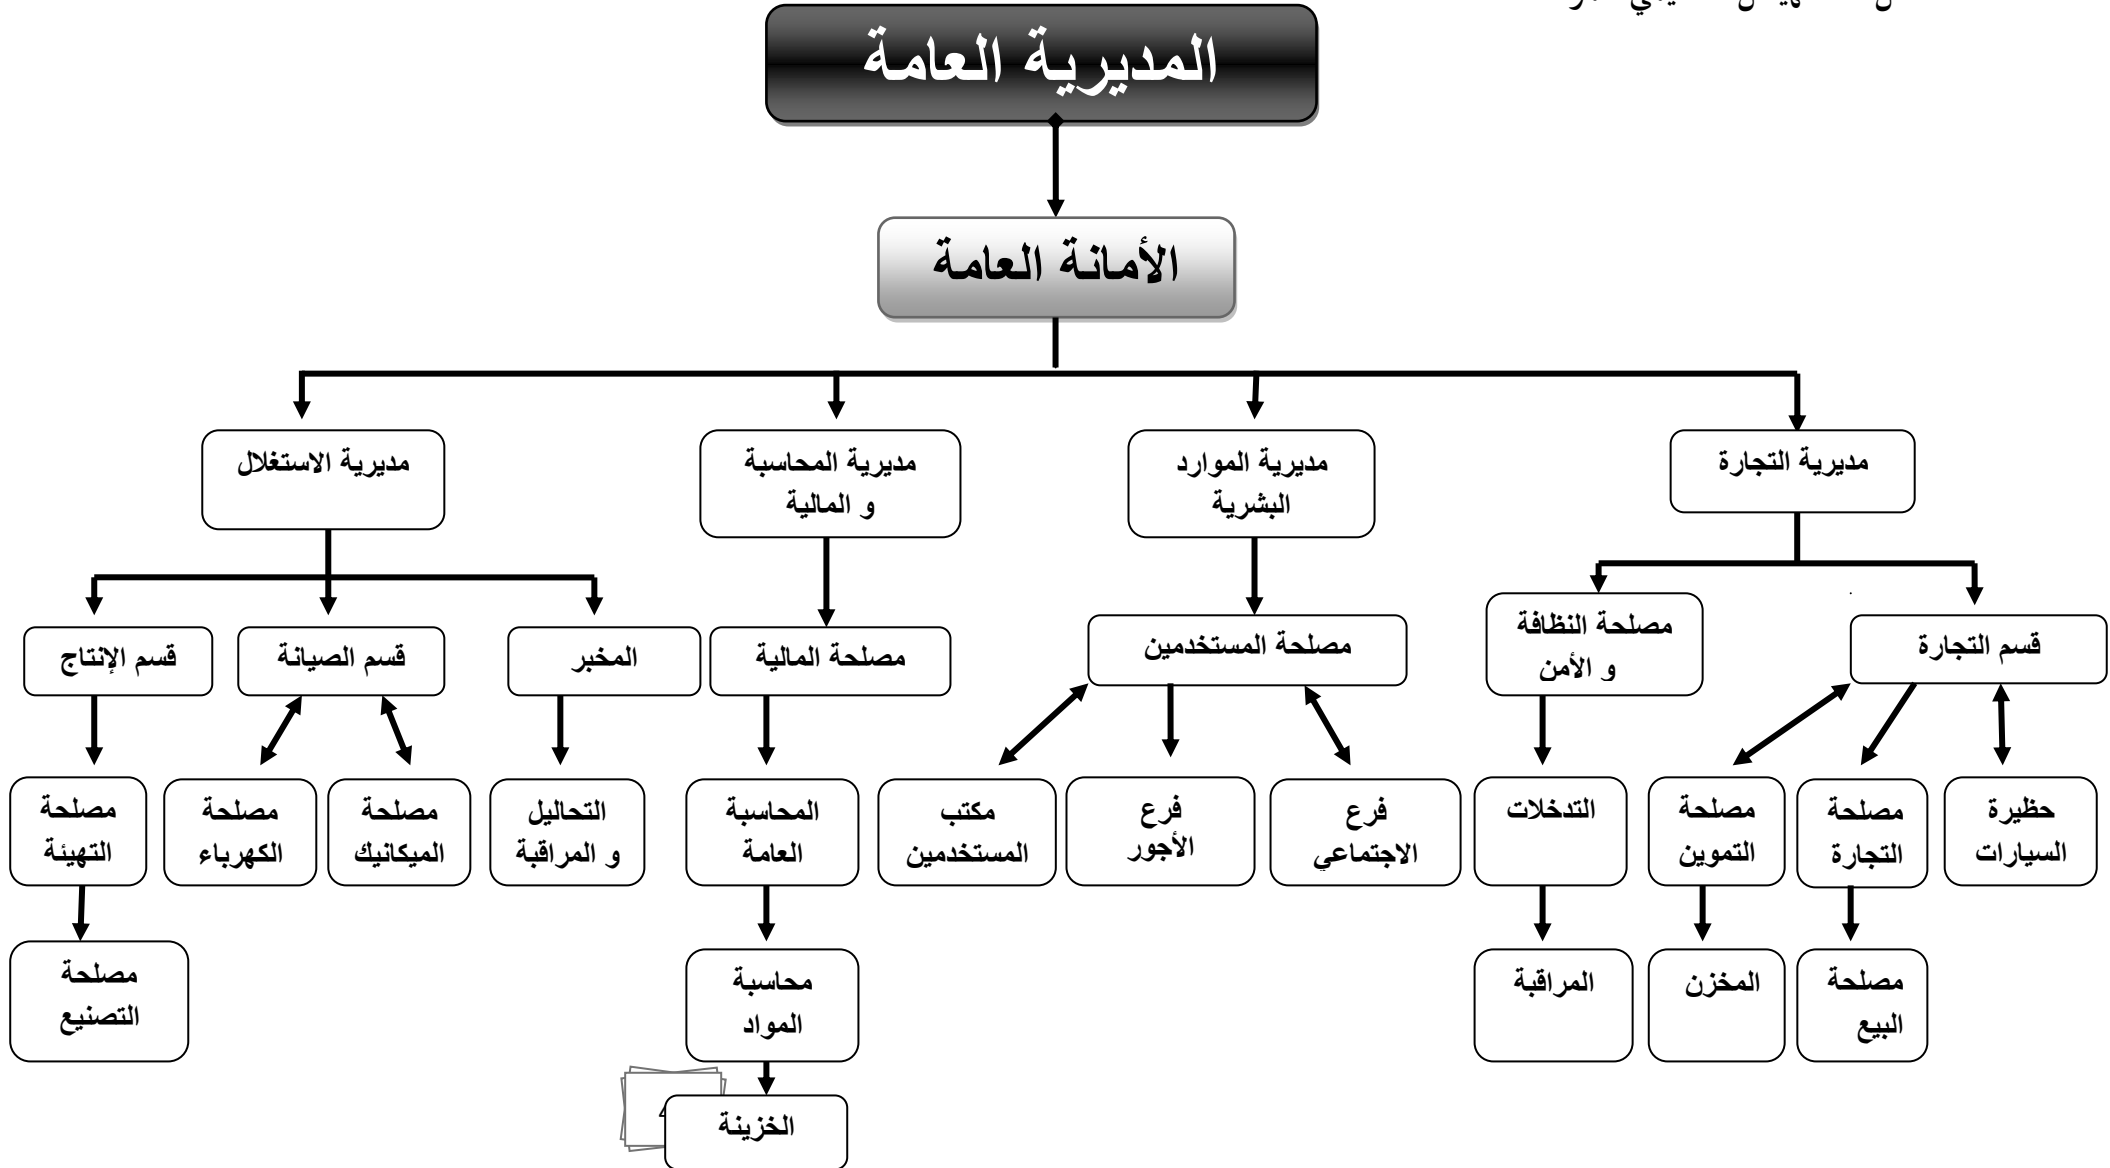 المديرية العامة
الأمانة العامة
مديرية التجارة
مديرية الموارد
البشرية
مديرية المحاسبة
و المالية
مديرية الاستغلال
قسم التجارة
مصلحة النظافة
و الأمن
مصلحة المستخدمين
مصلحة المالية
المخبر
قسم الصيانة
قسم الإنتاج
حظيرة
السيارات
مصلحة
التجارة
مصلحة
التموين
التدخلات
فرع
الاجتماعي
فرع
الأجور
مكتب
المستخدمين
المحاسبة
العامة
التحاليل
و المراقبة
مصلحة
الميكانيك
مصلحة
الكهرباء
مصلحة
التهيئة
مصلحة
البيع
المخزن
المراقبة
محاسبة
المواد
مصلحة
التصنيع
الخزينة